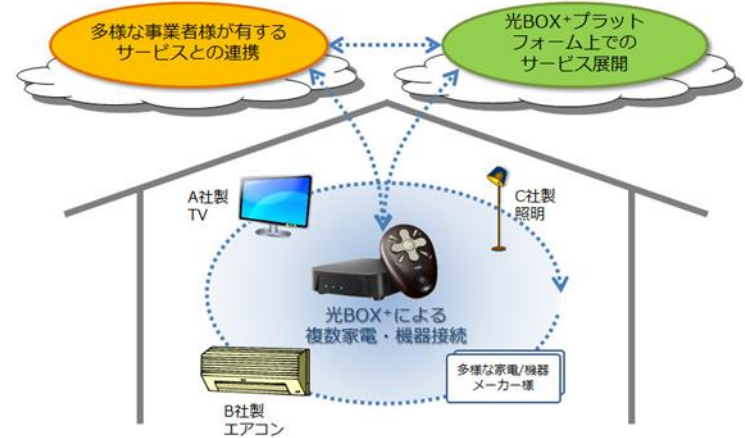 多様な事業者様が有する
サービスとの連携
光BOX⁺プラット
フォーム上での
サービス展開
A社製
TV
C社製
照明
光BOX⁺による
複数家電・機器接続
多様な家電/機器
メーカー様
B社製
エアコン